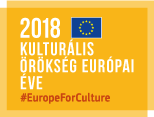 2018
KULTURÁLIS
ÖRÖKSÉG EURÓPAI
ÉVE
#EuropeForCulture